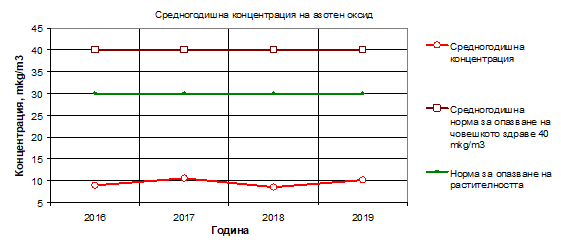 Средногодишна концентрация на азотен оксид
Концентрация, mkg/m3
45
40
35
30
25
20
15
10
5
2016 2017 2018 2019
Година
Средногодишна
концентрация
Средногодишна
норма за опазване на
човешкото здраве 40
mkg/m3
Норма за опазване на
растителността